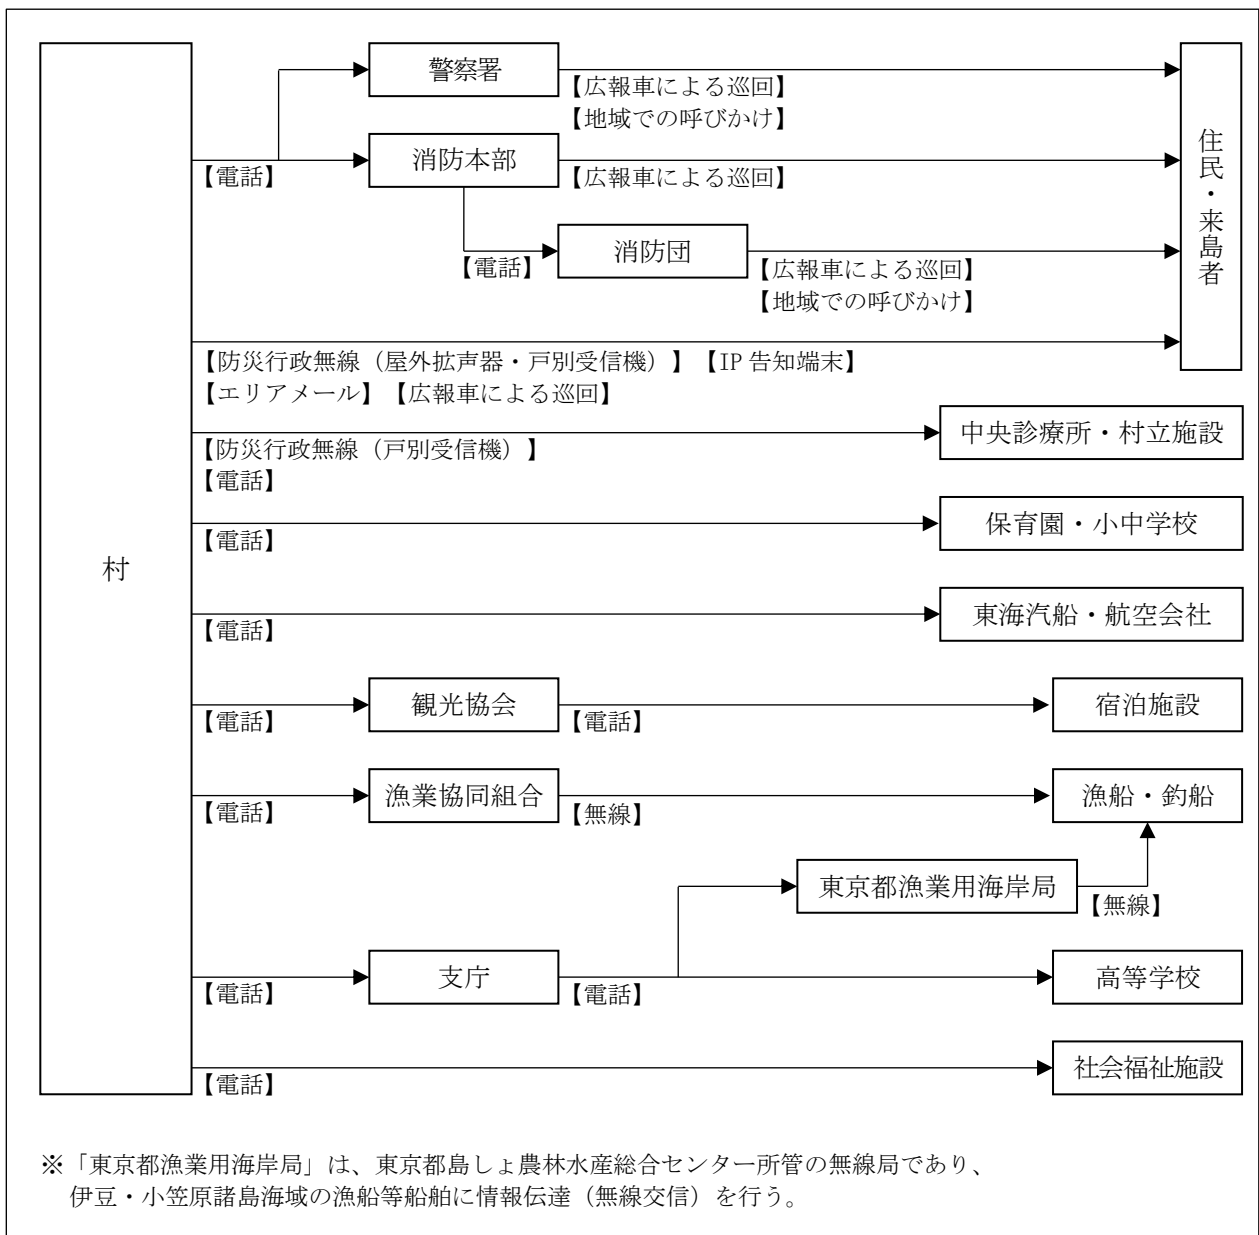 村
警察署
【広報車による巡回】
【地域での呼びかけ】
【電話】
消防本部
【広報車による巡回】
【電話】
消防団
【広報車による巡回】
【地域での呼びかけ】
住民・来島者
【防災行政無線（屋外拡声器・戸別受信機）】【IP 告知端末】
【エリアメール】【広報車による巡回】
中央診療所・村立施設
【防災行政無線（戸別受信機）】
【電話】
保育園・小中学校
【電話】
東海汽船・航空会社
【電話】
観光協会
宿泊施設
【電話】
【電話】
漁業協同組合
漁船・釣船
【電話】
【無線】
東京都漁業用海岸局
【無線】
支庁
高等学校
【電話】
【電話】
社会福祉施設
【電話】
※「東京都漁業用海岸局」は、東京都島しょ農林水産総合センター所管の無線局であり、
伊豆・小笠原諸島海域の漁船等船舶に情報伝達（無線交信）を行う。